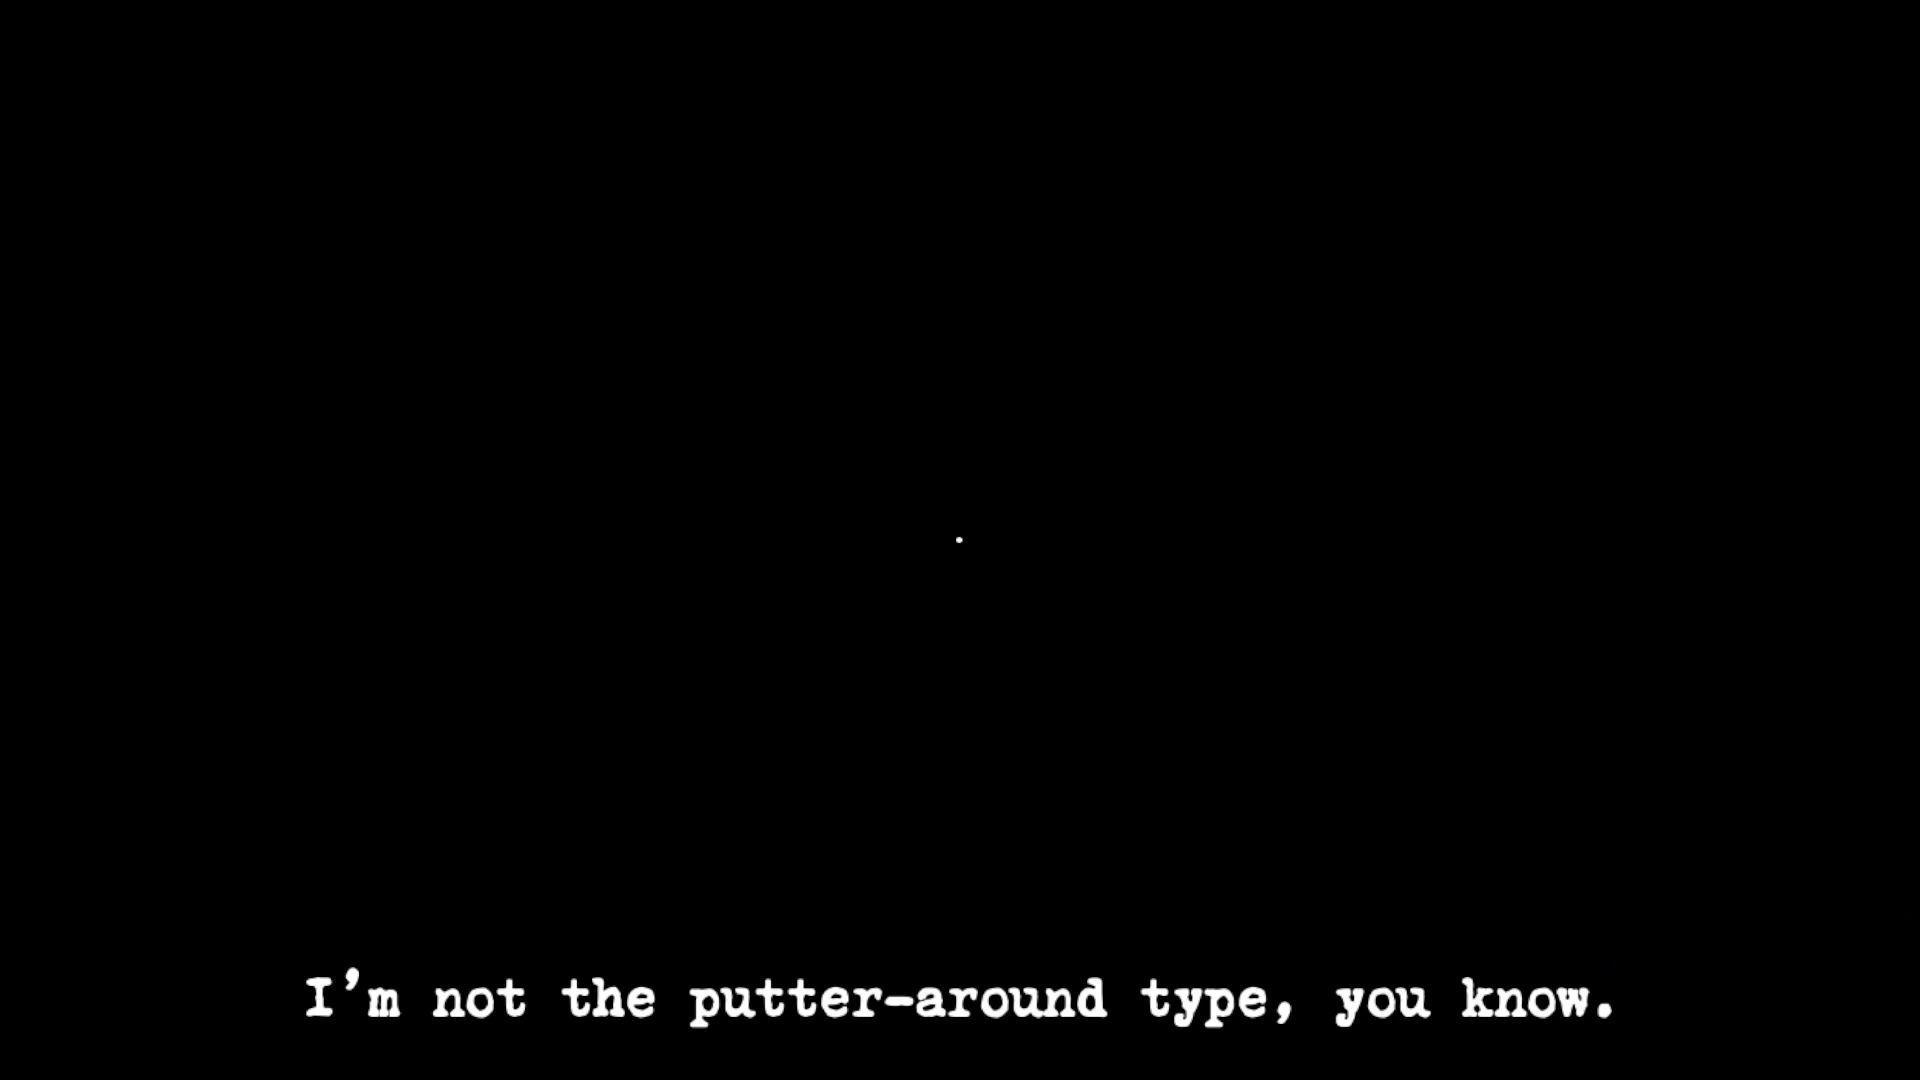 I’m not the putter-around type, you know.